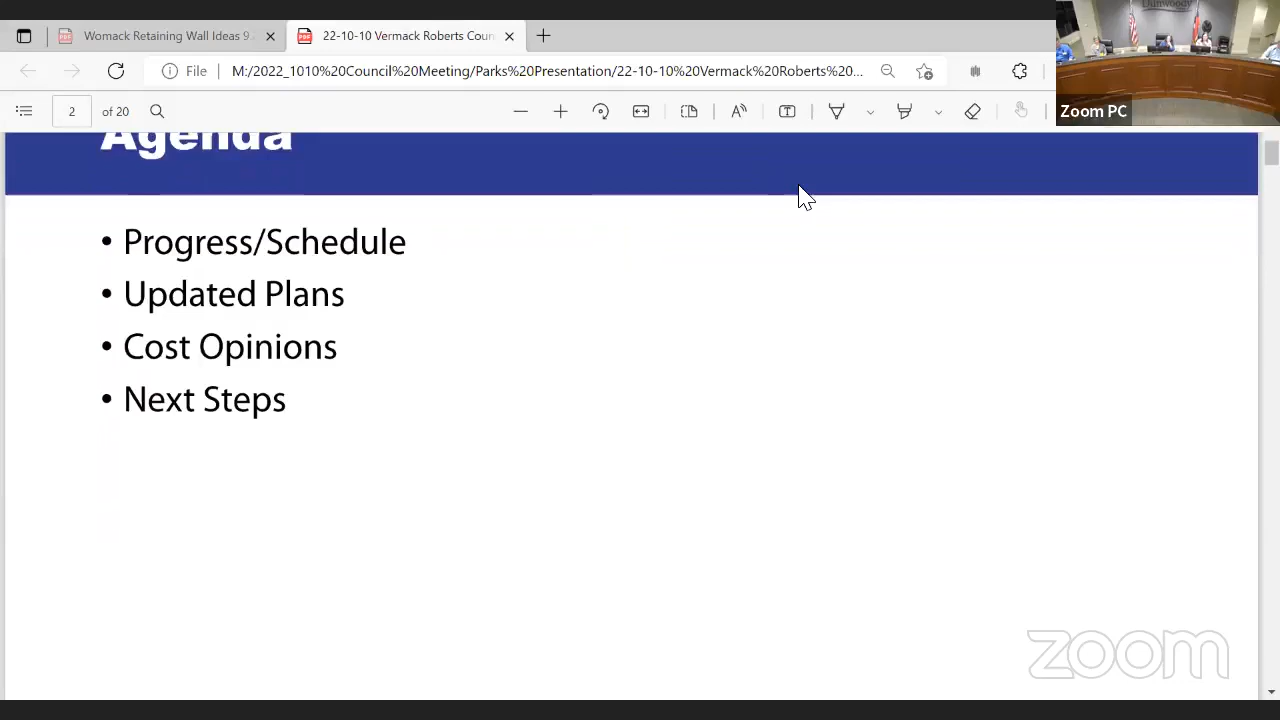 Womack Retaining Wall Ideas 9
22-10-10 Vermack Roberts Coun
File
M:/2022_1010%20Council%20Meeting/Parks%20Presentation/22-10-10%20Vermack%20Roberts%20...
Dunwoody
Zoom PC
2 of 20
Agenda
• Progress/Schedule
• Updated Plans
• Cost Opinions
• Next Steps
zoom